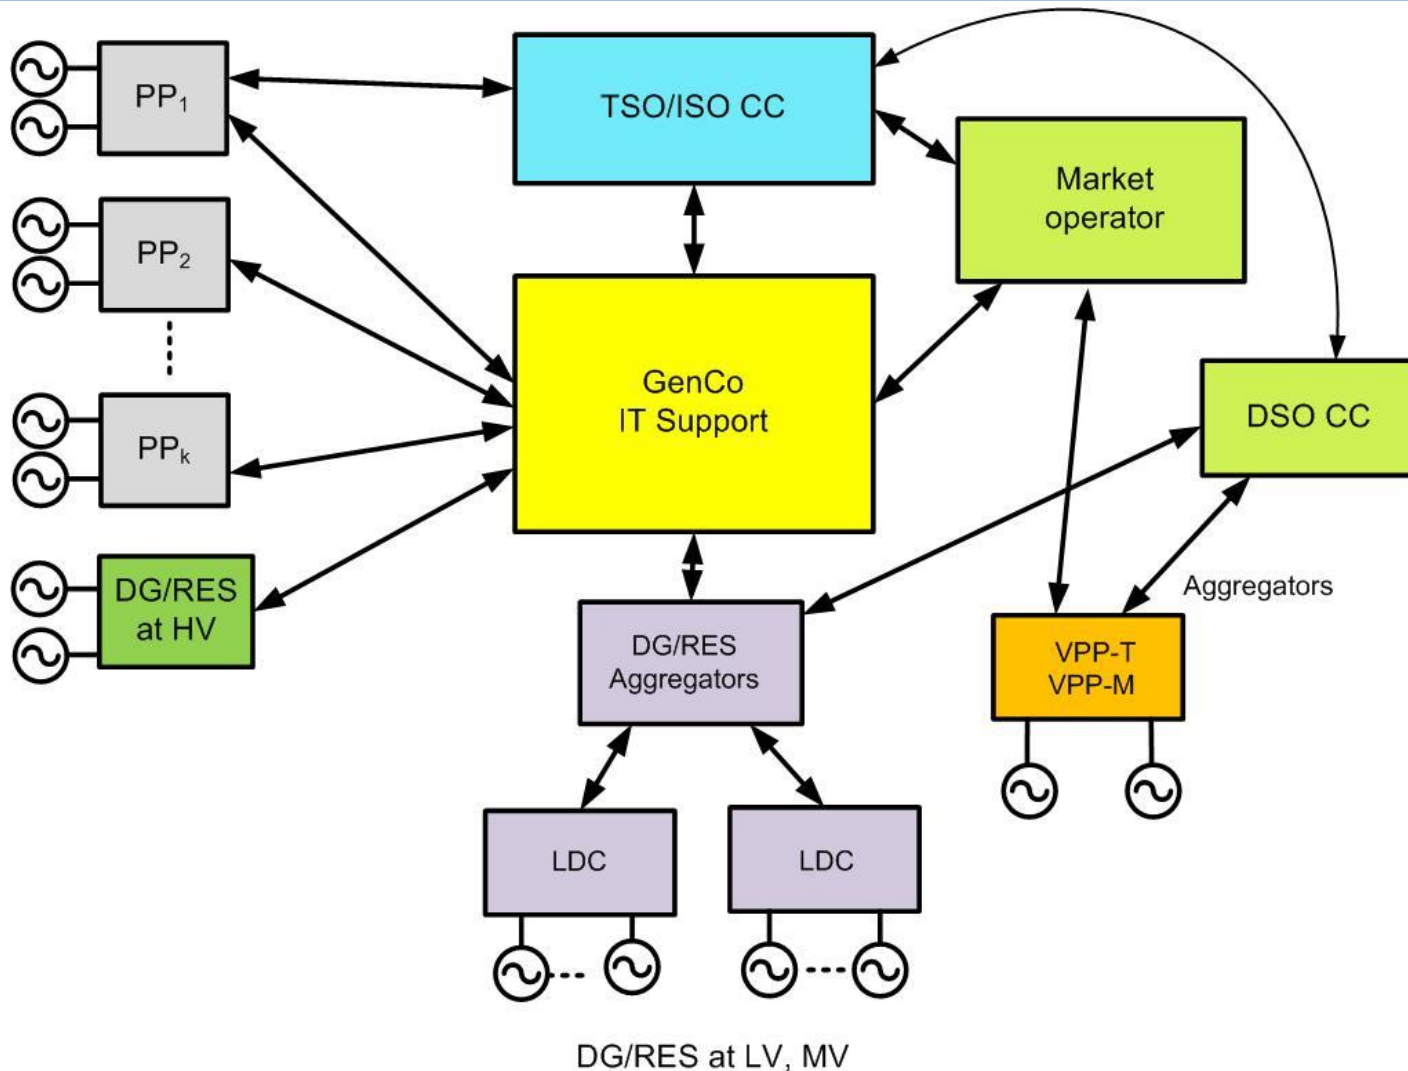 PP₁
TSO/ISO CC
Market
operator
PP₂
GenCo
IT Support
DSO CC
PPₖ
DG/RES
at HV
Aggregators
DG/RES
Aggregators
VPP-T
VPP-M
LDC
LDC
DG/RES at LV, MV